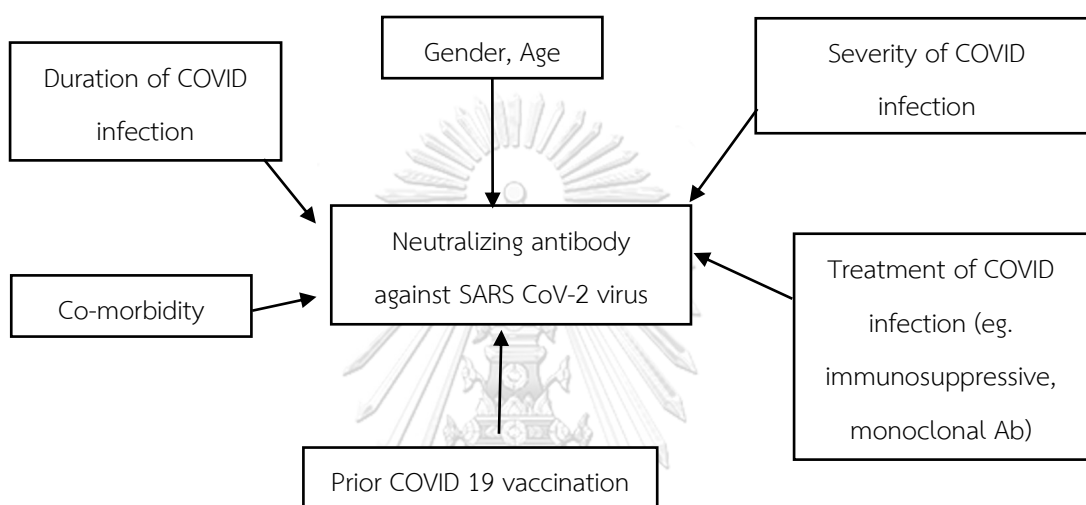 Gender, Age
Duration of COVID
infection
Severity of COVID
infection
Neutralizing antibody
against SARS CoV-2 virus
Co-morbidity
Treatment of COVID
infection (eg.
immunosuppressive,
monoclonal Ab)
Prior COVID 19 vaccination